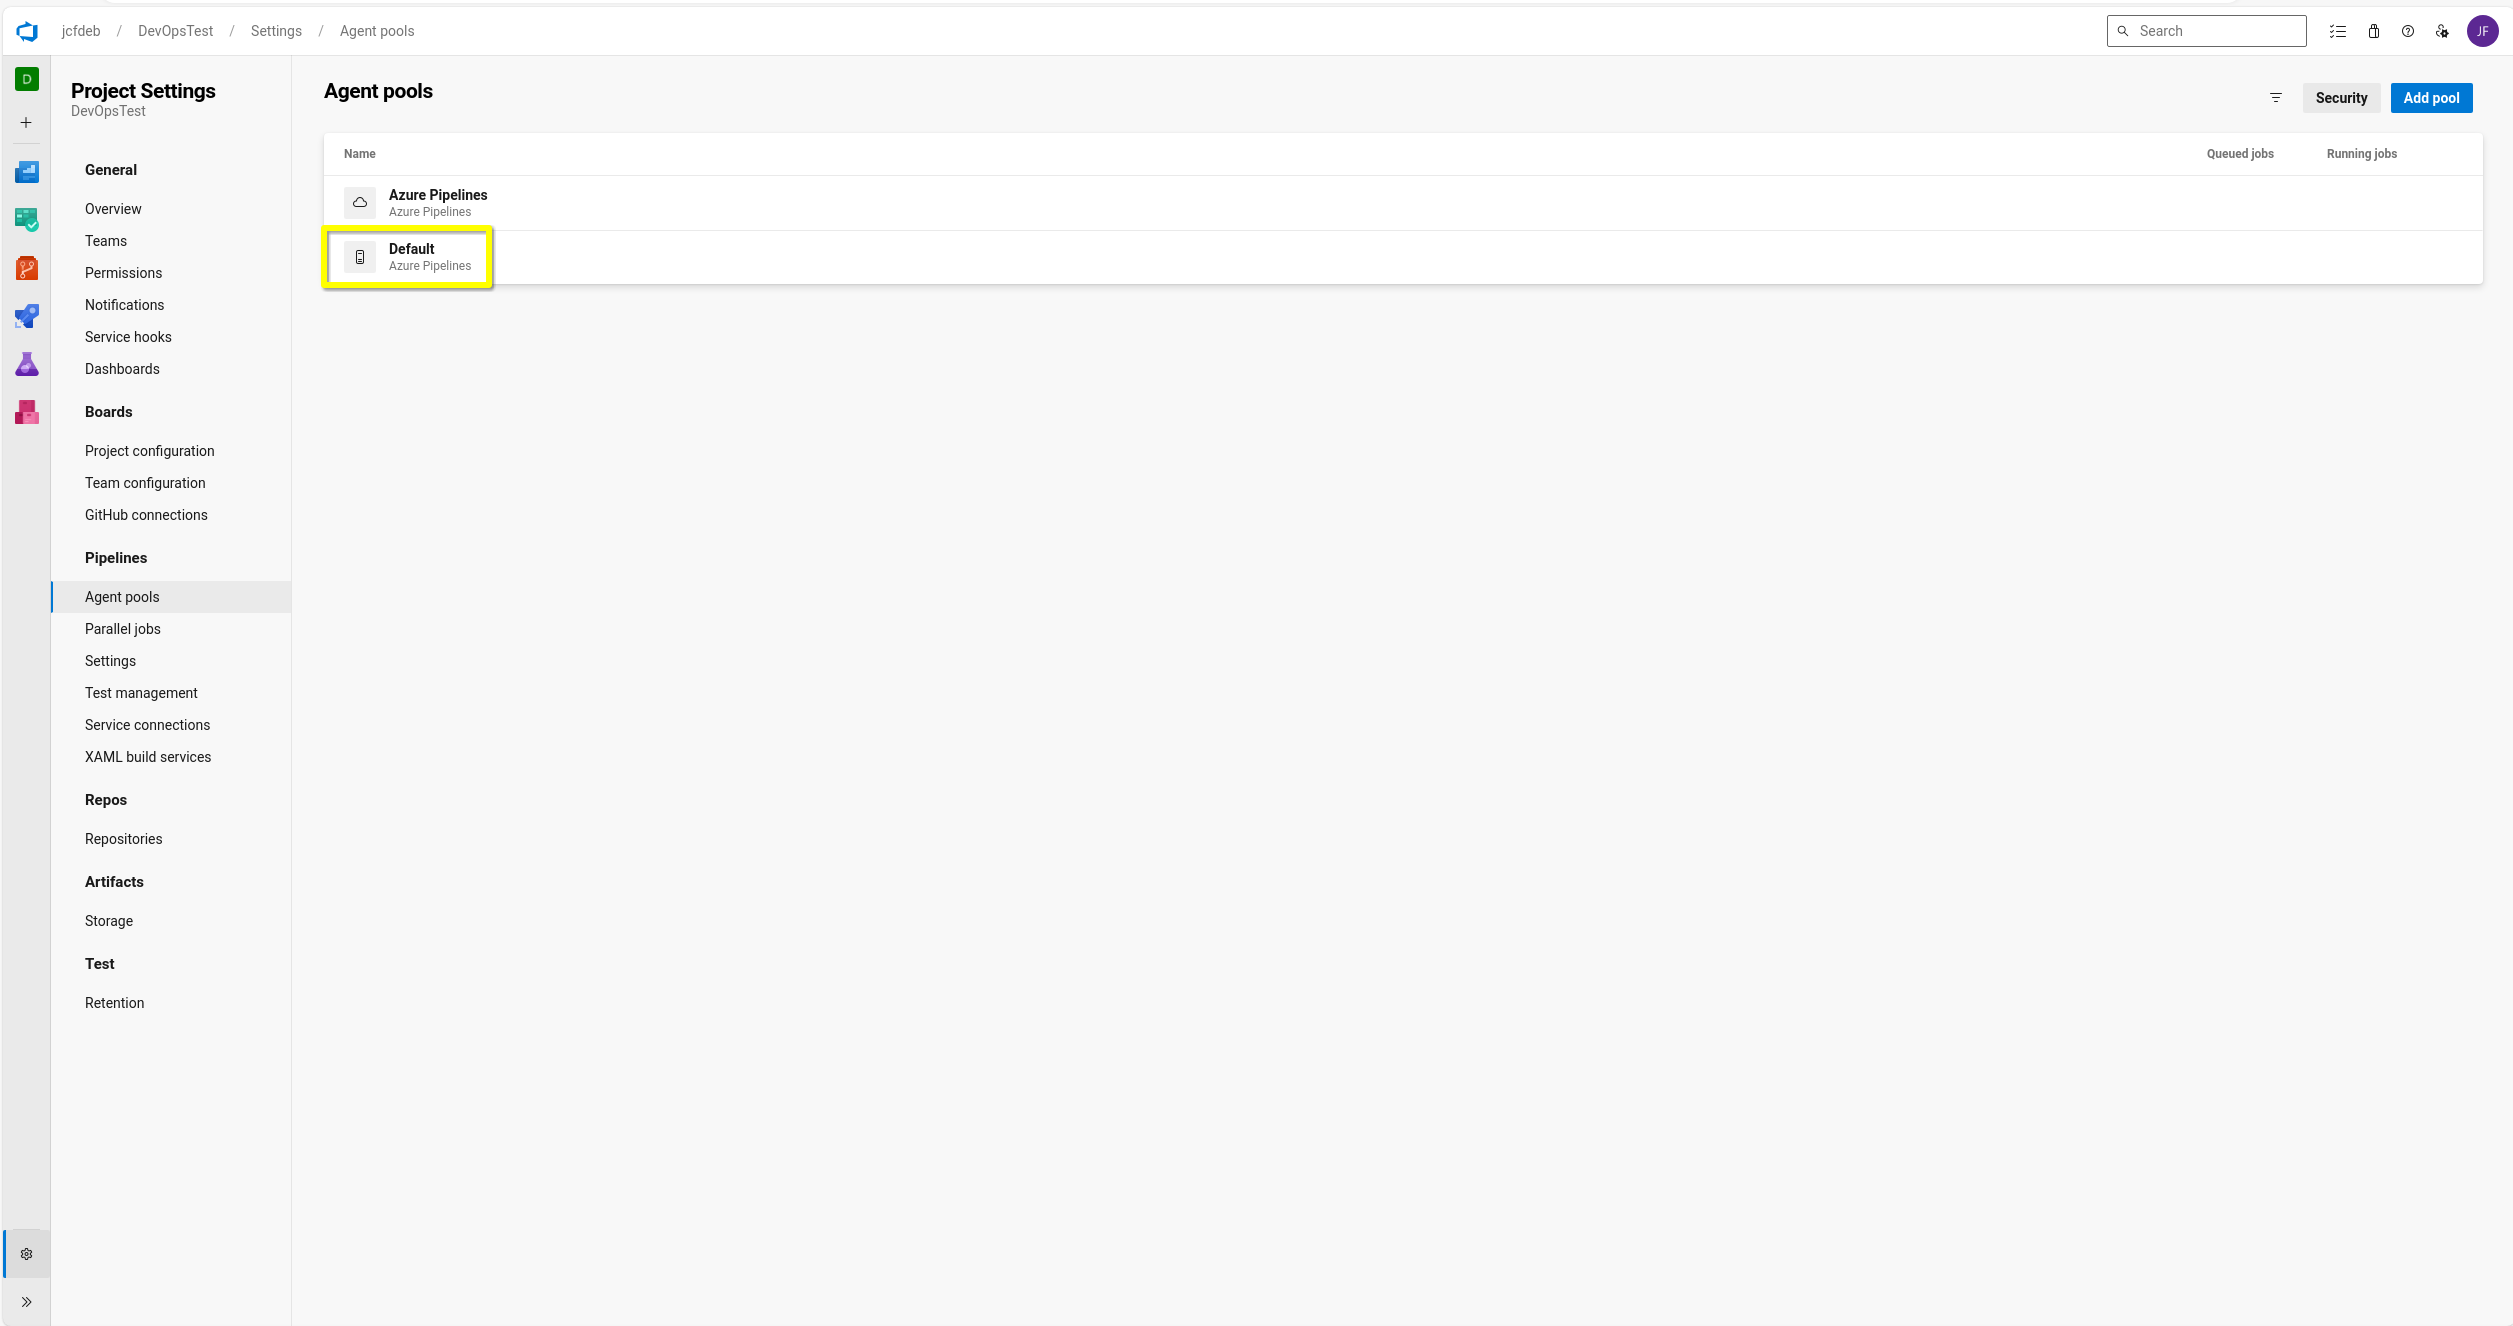 jcfdeb / DevOpsTest / Settings / Agent pools
Search
JF
D
Project Settings
DevOpsTest
General
Overview
Teams
Permissions
Notifications
Service hooks
Dashboards
Boards
Project configuration
Team configuration
GitHub connections
Pipelines
Agent pools
Parallel jobs
Settings
Test management
Service connections
XAML build services
Repos
Repositories
Artifacts
Storage
Test
Retention
Agent pools
Security
Add pool
Name Queued jobs Running jobs
Azure Pipelines
Azure Pipelines
Default
Azure Pipelines